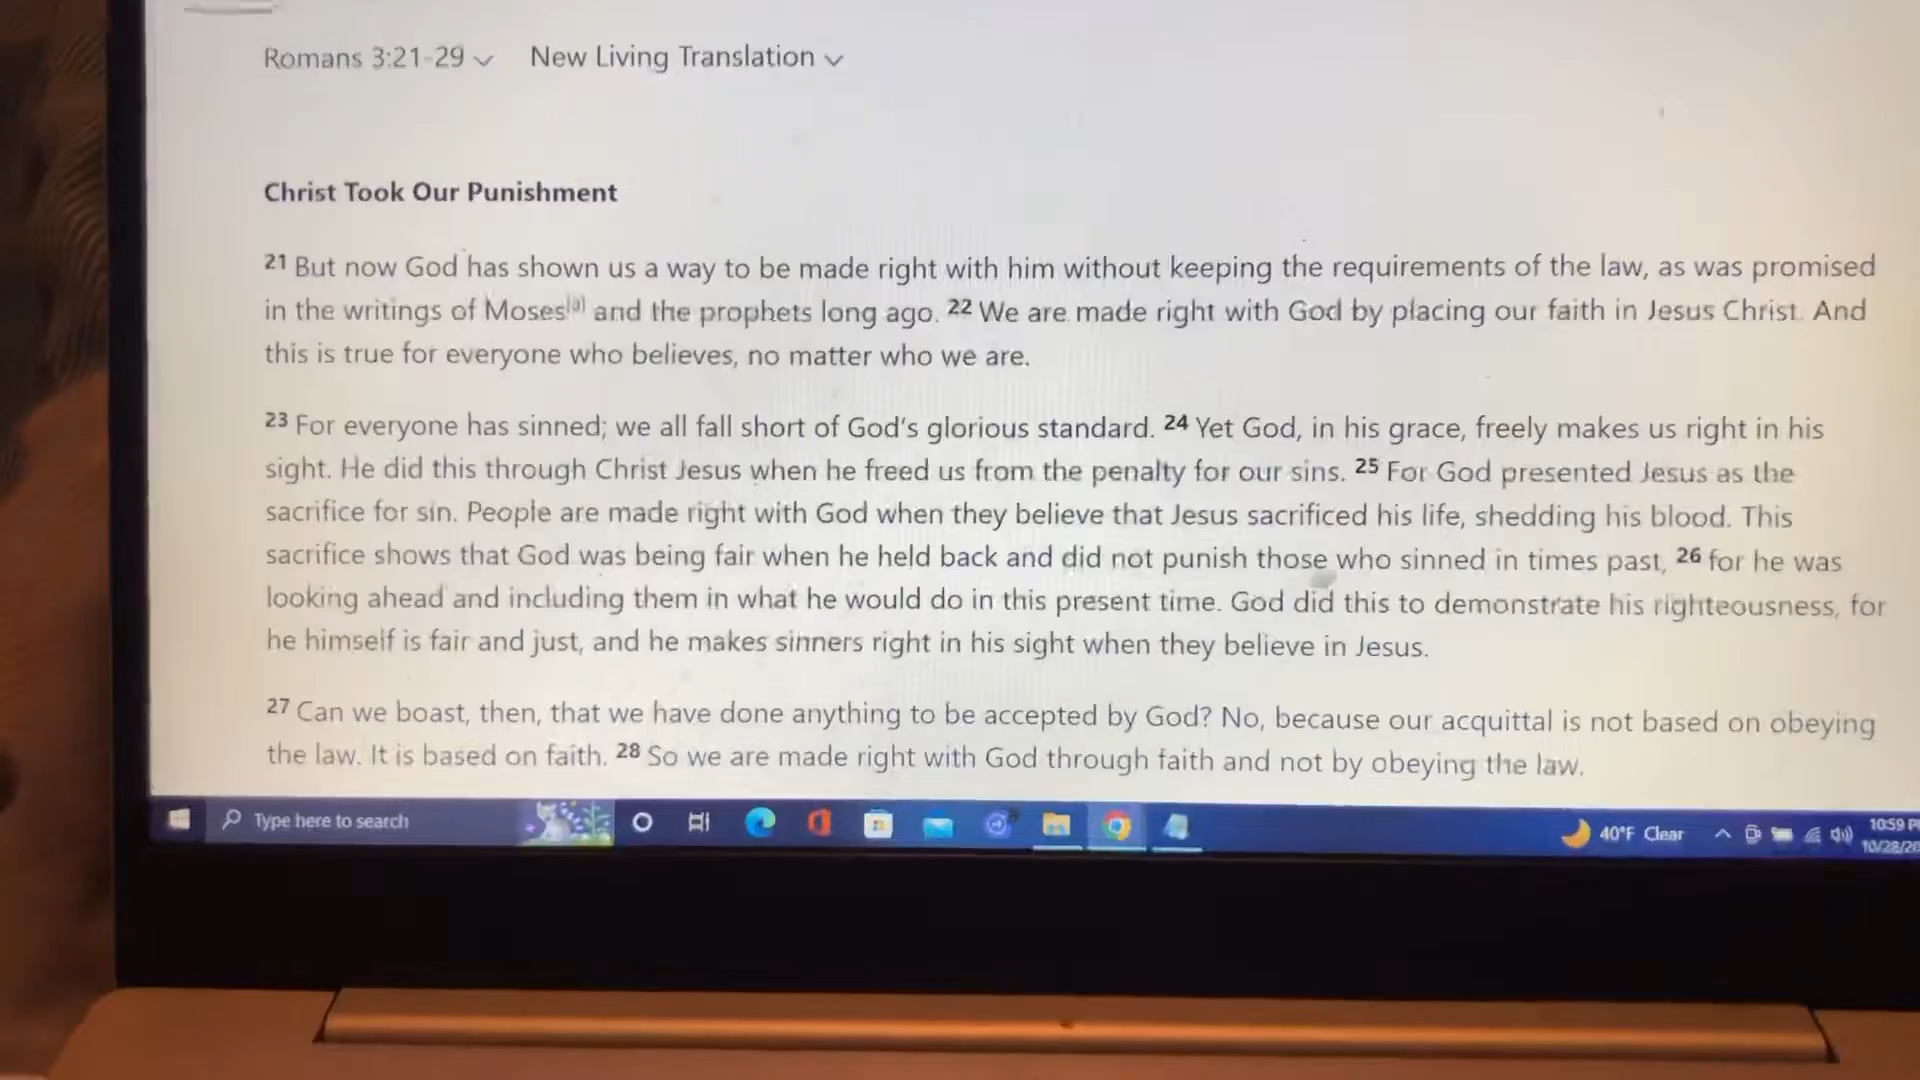 Romans 3:21-29 New Living Translation
Christ Took Our Punishment
21 But now God has shown us a way to be made right with him without keeping the requirements of the law, as was promised
in the writings of Moses[a] and the prophets long ago. 22 We are made right with God by placing our faith in Jesus Christ. And
this is true for everyone who believes, no matter who we are.
23 For everyone has sinned; we all fall short of God's glorious standard. 24 Yet God, in his grace, freely makes us right in his
sight. He did this through Christ Jesus when he freed us from the penalty for our sins. 25 For God presented Jesus as the
sacrifice for sin. People are made right with God when they believe that Jesus sacrificed his life, shedding his blood. This
sacrifice shows that God was being fair when he held back and did not punish those who sinned in times past, 26 for he was
looking ahead and including them in what he would do in this present time. God did this to demonstrate his righteousness, for
he himself is fair and just, and he makes sinners right in his sight when they believe in Jesus.
27 Can we boast, then, that we have done anything to be accepted by God? No, because our acquittal is not based on obeying
the law. It is based on faith. 28 So we are made right with God through faith and not by obeying the law.
Type here to search
40°F Clear
10:59 P
10/28/20